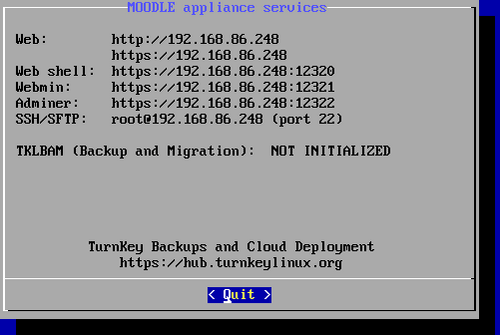 MOODLE appliance services
Web: http://192.168.86.248
https://192.168.86.248
Web shell: https://192.168.86.248:12320
Webmin: https://192.168.86.248:12321
Adminer: https://192.168.86.248:12322
SSH/SFTP: root@192.168.86.248 (port 22)
TKLBAM (Backup and Migration): NOT INITIALIZED
TurnKey Backups and Cloud Deployment
https://hub.turnkeylinux.org
< Quit >